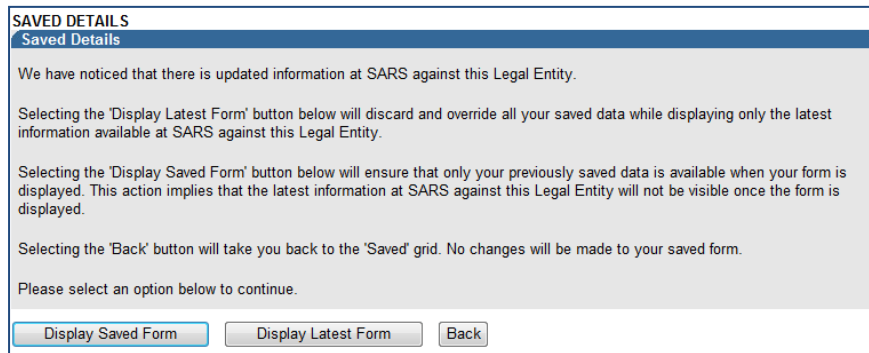 SAVED DETAILS
Saved Details
We have noticed that there is updated information at SARS against this Legal Entity.
Selecting the 'Display Latest Form' button below will discard and override all your saved data while displaying only the latest
information available at SARS against this Legal Entity.
Selecting the 'Display Saved Form' button below will ensure that only your previously saved data is available when your form is
displayed. This action implies that the latest information at SARS against this Legal Entity will not be visible once the form is
displayed.
Selecting the 'Back' button will take you back to the 'Saved' grid. No changes will be made to your saved form.
Please select an option below to continue.
Display Saved Form Display Latest Form Back